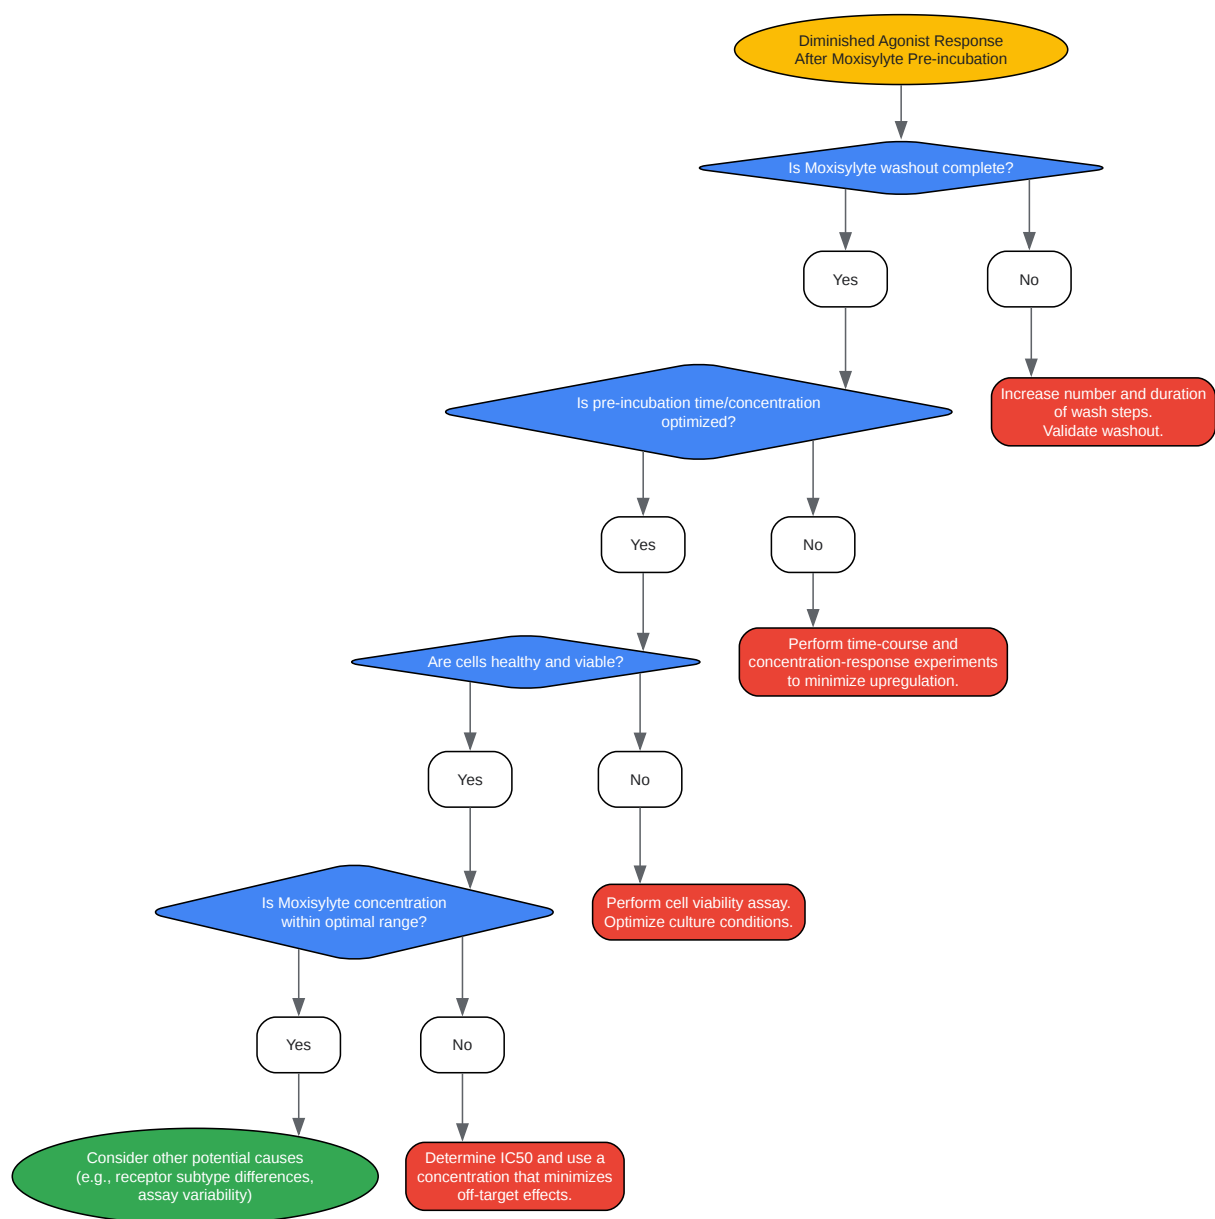 Diminished Agonist Response
After Moxisylyte Pre-incubation
Is Moxisylyte washout complete?
Yes
No
Increase number and duration
of wash steps.
Validate washout.
Is pre-incubation time/concentration
optimized?
Yes
No
Perform time-course and
concentration-response experiments
to minimize upregulation.
Are cells healthy and viable?
Yes
No
Perform cell viability assay.
Optimize culture conditions.
Is Moxisylyte concentration
within optimal range?
Yes
No
Consider other potential causes
(e.g., receptor subtype differences,
assay variability)
Determine IC50 and use a
concentration that minimizes
off-target effects.